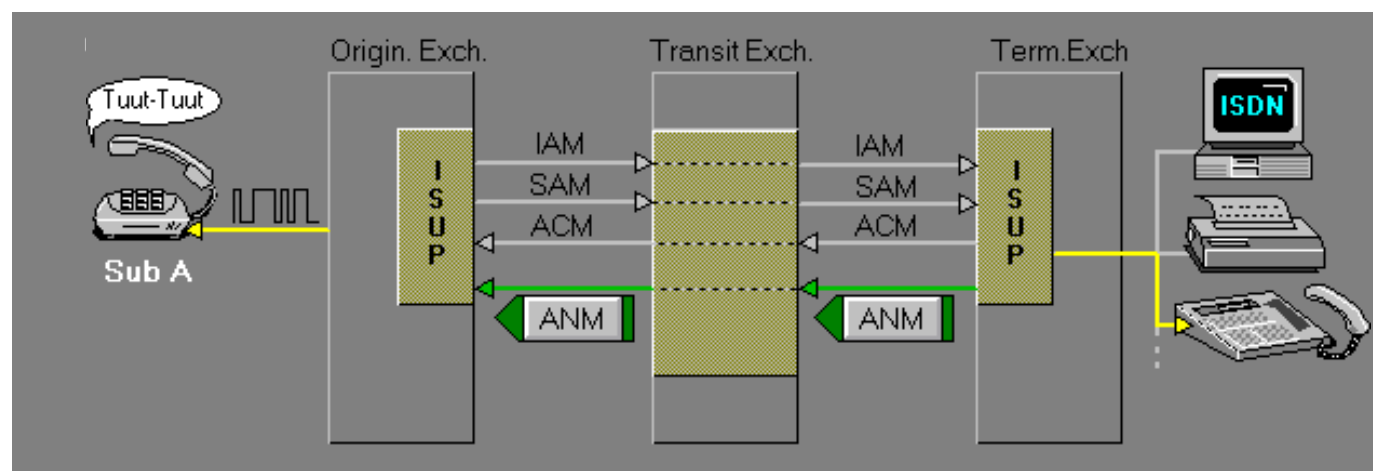 Origin. Exch.
Transit Exch.
Term.Exch
Tuut-Tuut
Sub A
ISUP
IAM
SAM
ACM
ANM
IAM
SAM
ACM
ANM
ISUP
ISDN